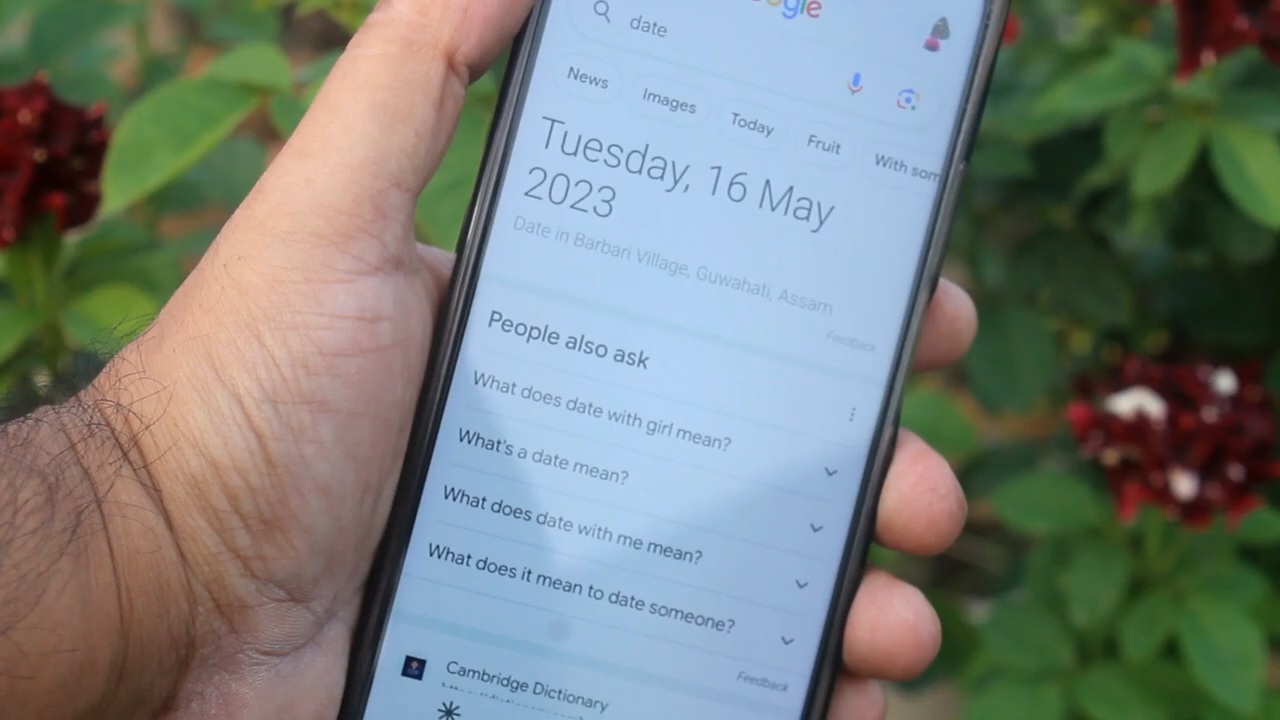 date
News
Images
Today
Fruit
With som
Tuesday, 16 May
2023
Date in Barbari Village, Guwahati, Assam
Feedback
People also ask
What does date with girl mean?
What's a date mean?
What does date with me mean?
What does it mean to date someone?
Feedback
Cambridge Dictionary